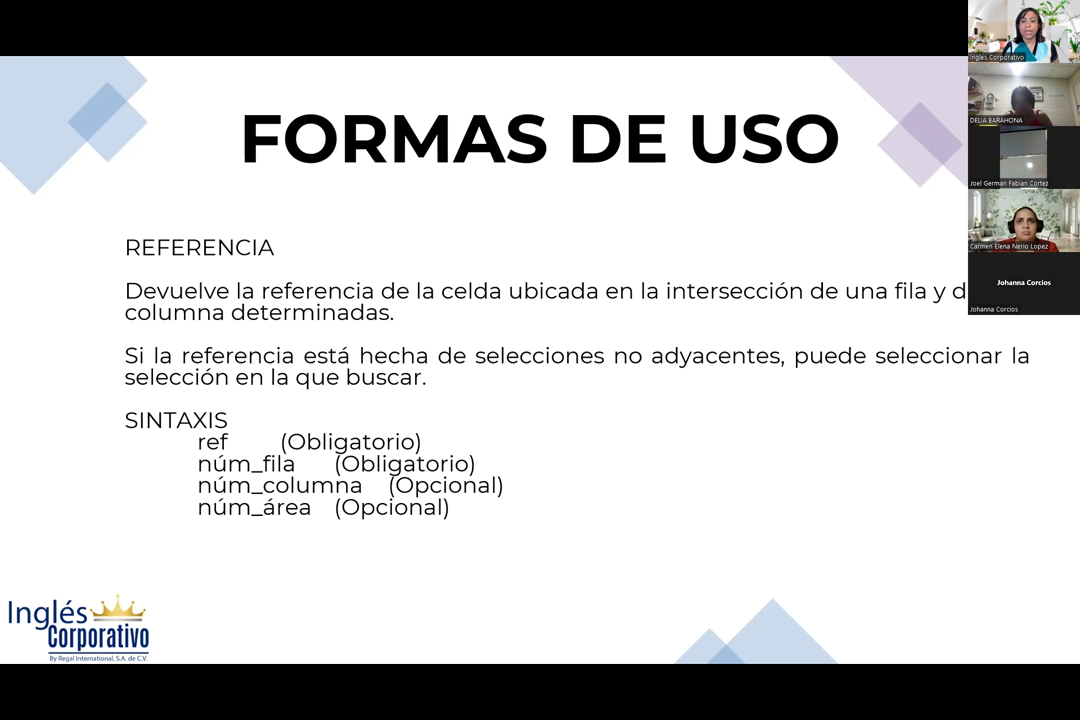 FORMAS DE USO
REFERENCIA
Devuelve la referencia de la celda ubicada en la intersección de una fila y d
columna determinadas.
Si la referencia está hecha de selecciones no adyacentes, puede seleccionar la
selección en la que buscar.
SINTAXIS
ref (Obligatorio)
núm_fila (Obligatorio)
núm_columna (Opcional)
núm_área (Opcional)
Inglés
Corporativo
By Regal International, S.A. de C.V.
Inglés Corporativo
DELIA BARAHONA
Joel German Fabian Cortez
Carmen Elena Nerio Lopez
Johanna Corcios
Johanna Corcios